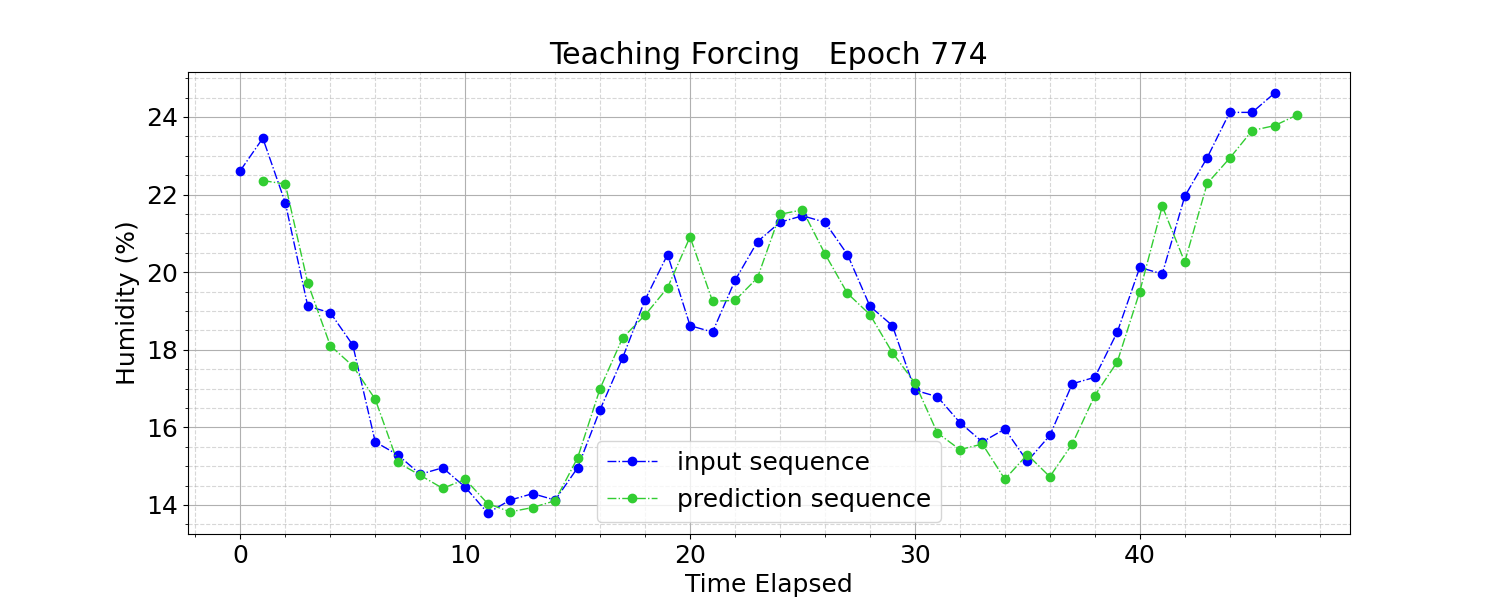 Teaching Forcing   Epoch 774
Humidity (%)
24
22
20
18
16
14
input sequence
prediction sequence
0 10 20 30 40
Time Elapsed